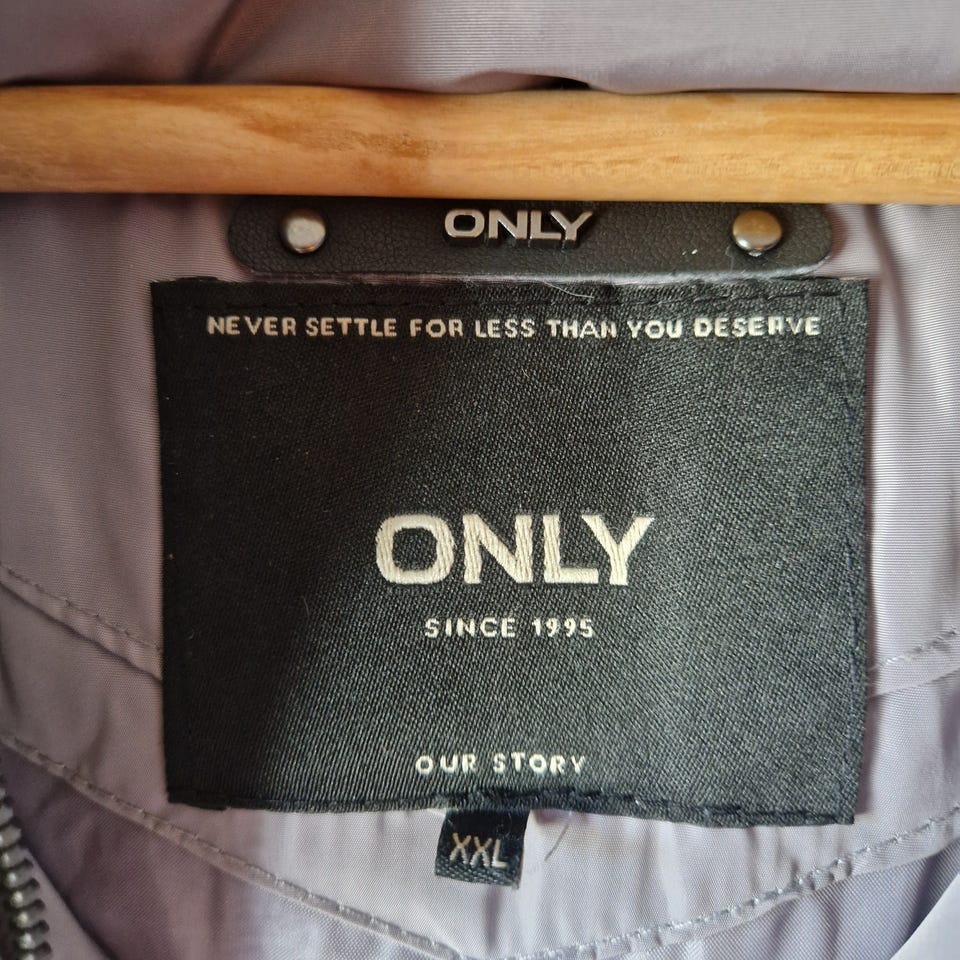 ONLY
NEVER SETTLE FOR LESS THAN YOU DESERVE
ONLY
SINCE 1995
OUR STORY
XXL